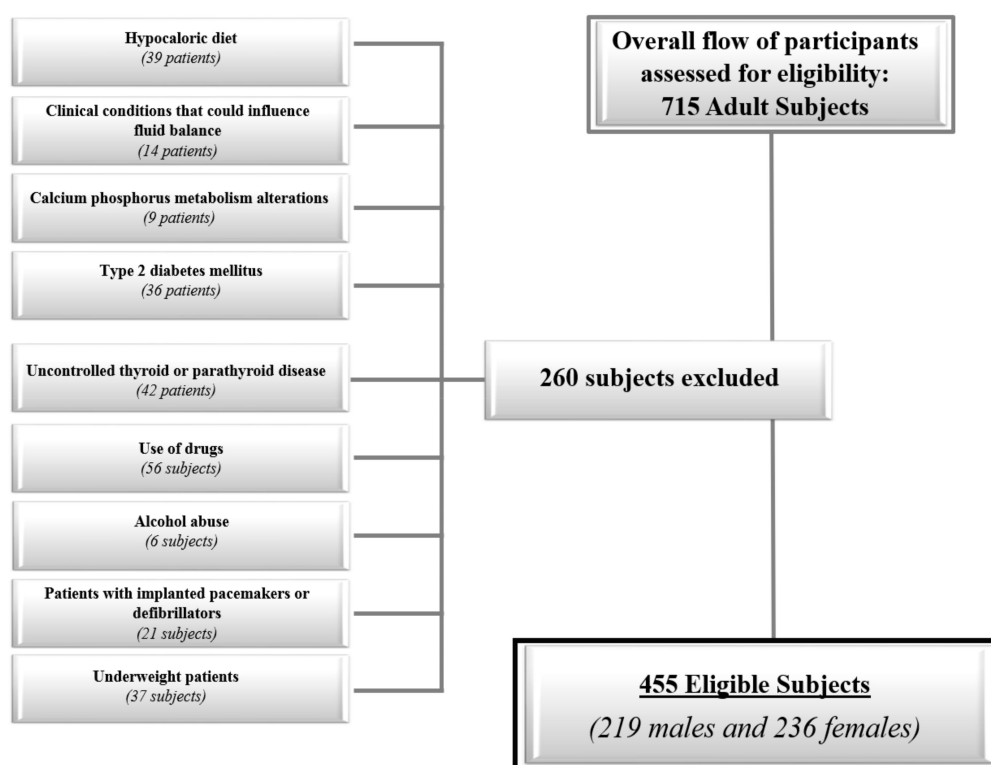 Hypocaloric diet
(39 patients)
Clinical conditions that could influence
fluid balance
(14 patients)
Calcium phosphorus metabolism alterations
(9 patients)
Type 2 diabetes mellitus
(36 patients)
Uncontrolled thyroid or parathyroid disease
(42 patients)
Use of drugs
(56 subjects)
Alcohol abuse
(6 subjects)
Patients with implanted pacemakers or
defibrillators
(21 subjects)
Underweight patients
(37 subjects)
Overall flow of participants
assessed for eligibility:
715 Adult Subjects
260 subjects excluded
455 Eligible Subjects
(219 males and 236 females)